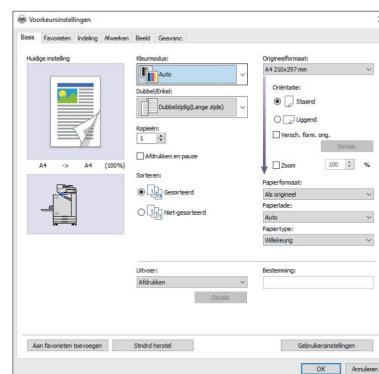 Voorkeursinstellingen
Basis Favorieten Indeling Afwerken Beeld Geavanc.
Huidige instelling
A4 -> A4 (100%)
Kleurmodus:
Auto
Dubbel/Enkel:
Dubbelzijdig(Lange zijde)
Kopieën:
1
Afdrukken en pauze
Sorteren:
Gesorteerd
Niet-gesorteerd
Origineelformaat:
A4 210x297 mm
Oriëntatie:
Staand
Liggend
Versch. form. orig.
Details
Zoom 100 %
Papierformaat:
Als origineel
Papierlade:
Auto
Papiertype:
Willekeurig
Uitvoer:
Afdrukken
Details
Bestemming:
Aan favorieten toevoegen Stndrd herstel Gebruikersinstellingen
OK Annuleren